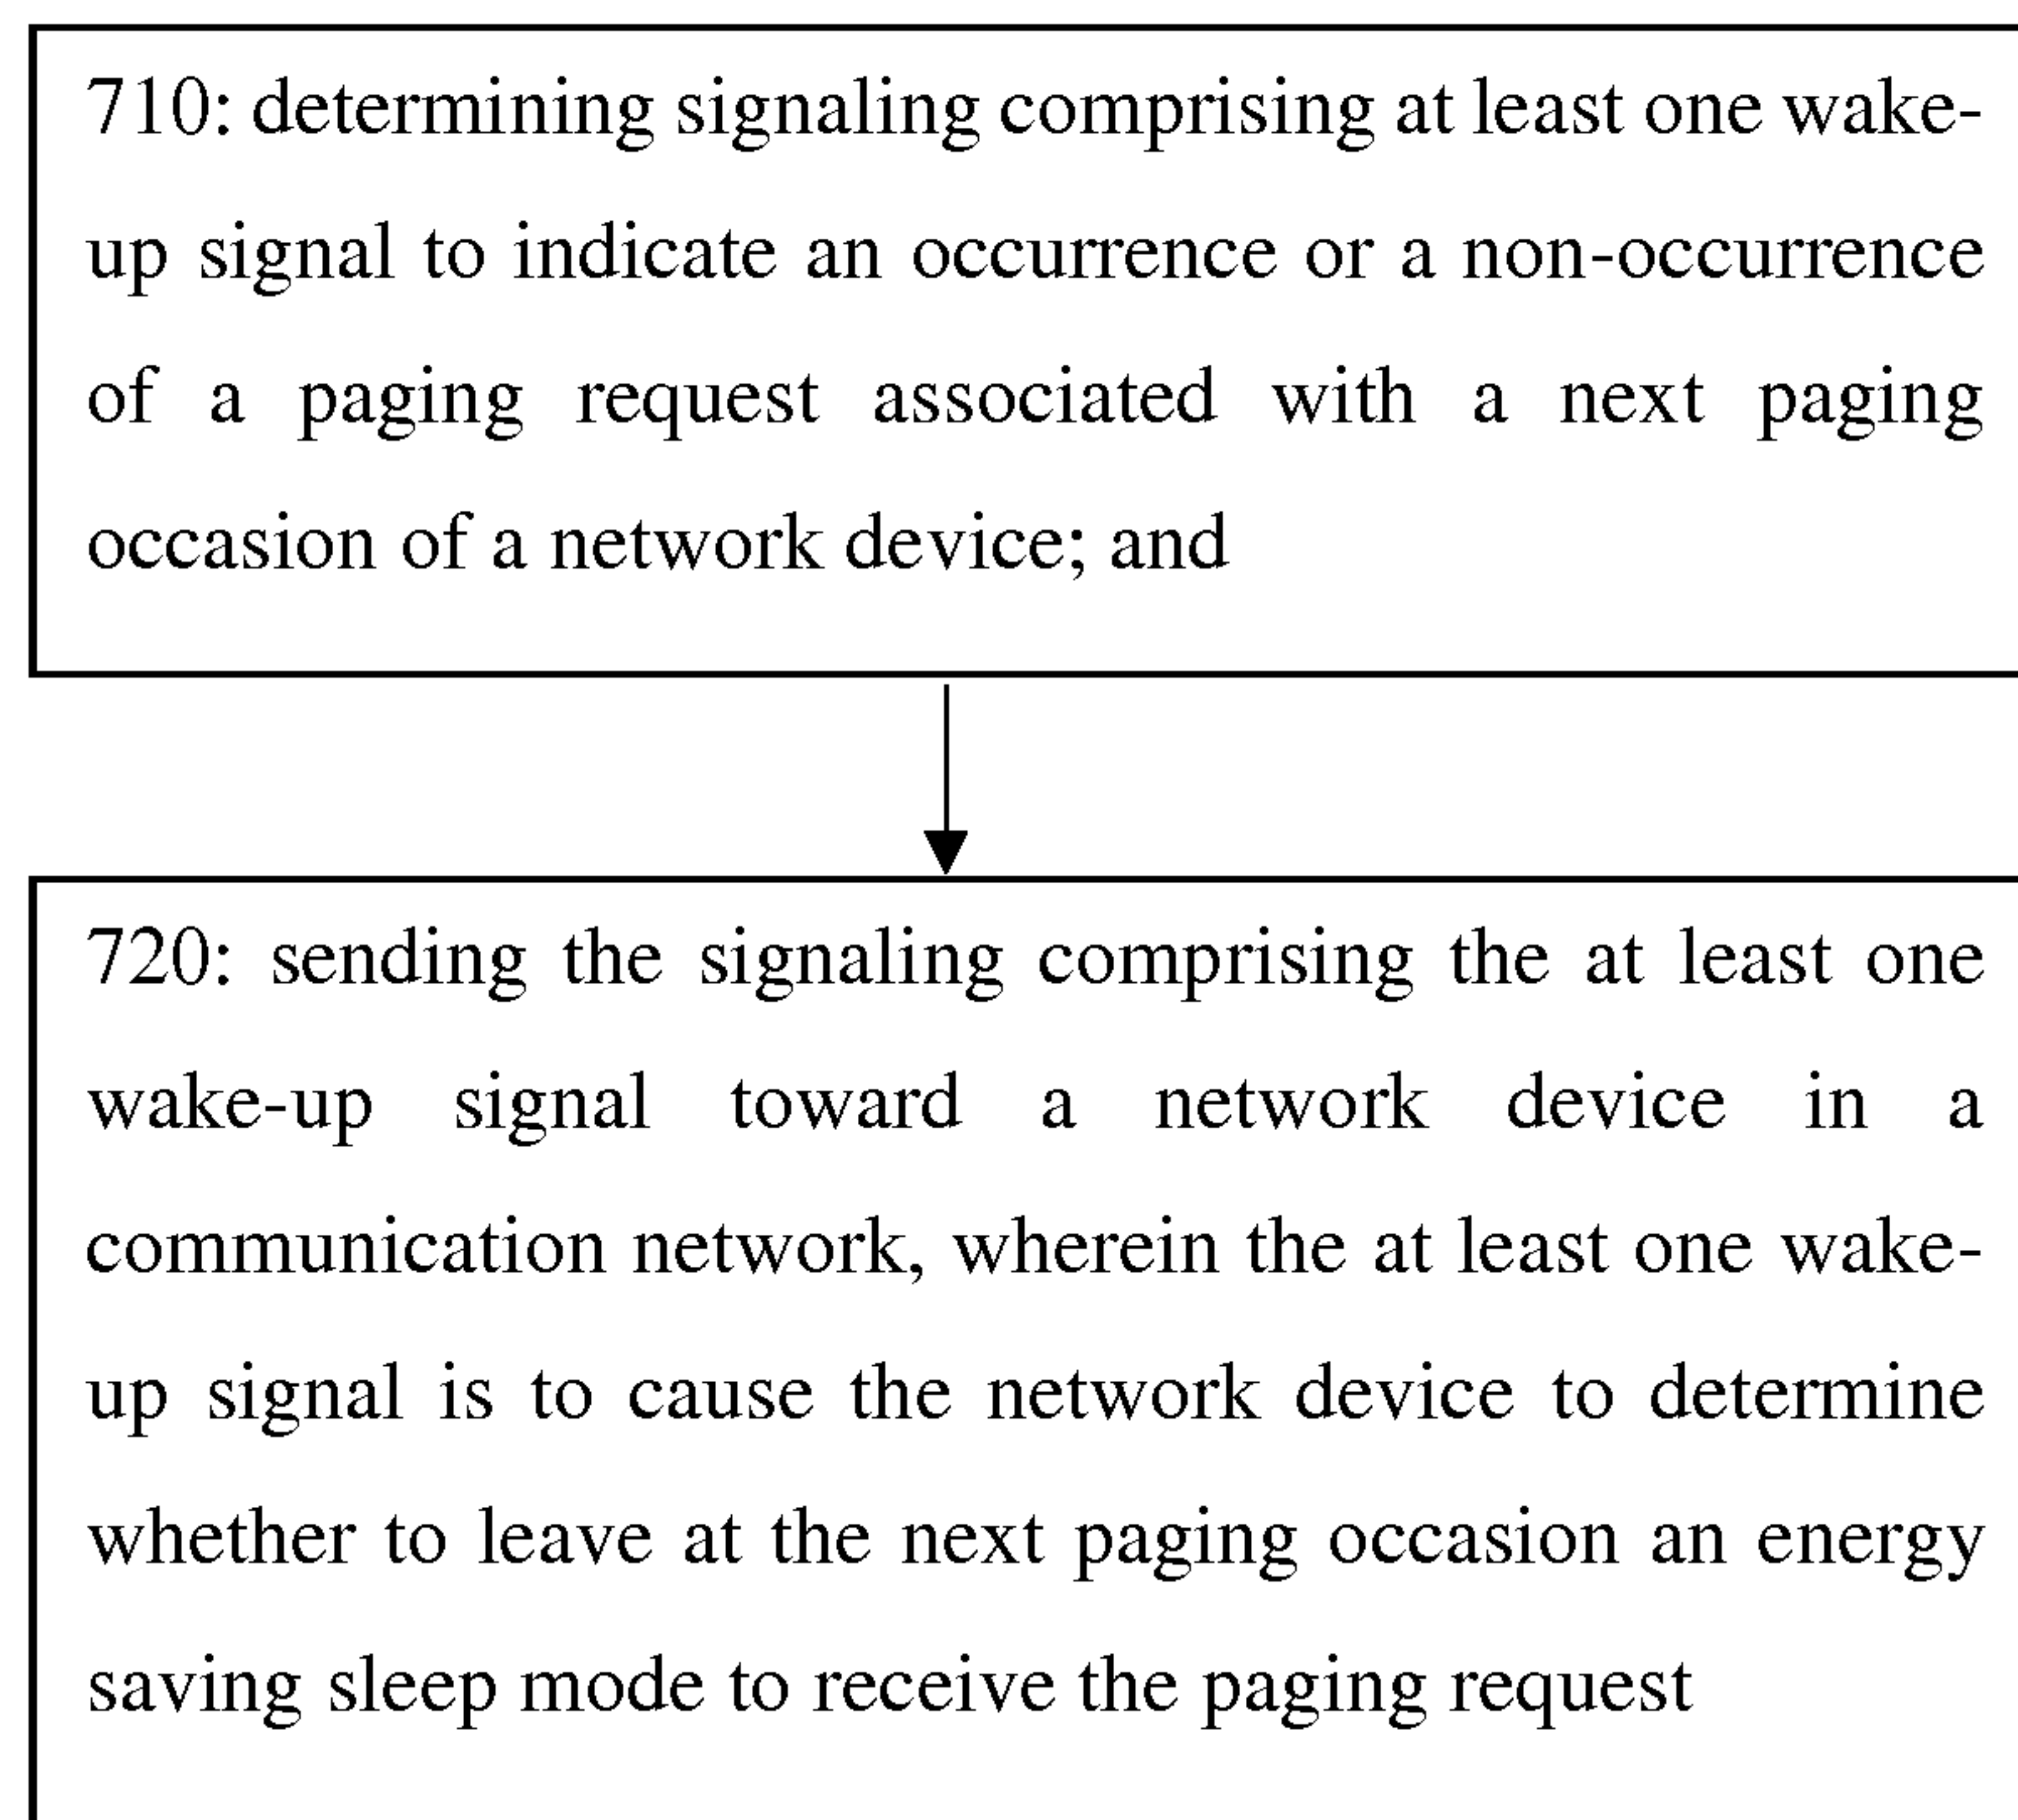 710: determining signaling comprising at least one wake-
up signal to indicate an occurrence or a non-occurrence
of a paging request associated with a next paging
occasion of a network device; and
720: sending the signaling comprising the at least one
wake-up signal toward a network device in a
communication network, wherein the at least one wake-
up signal is to cause the network device to determine
whether to leave at the next paging occasion an energy
saving sleep mode to receive the paging request